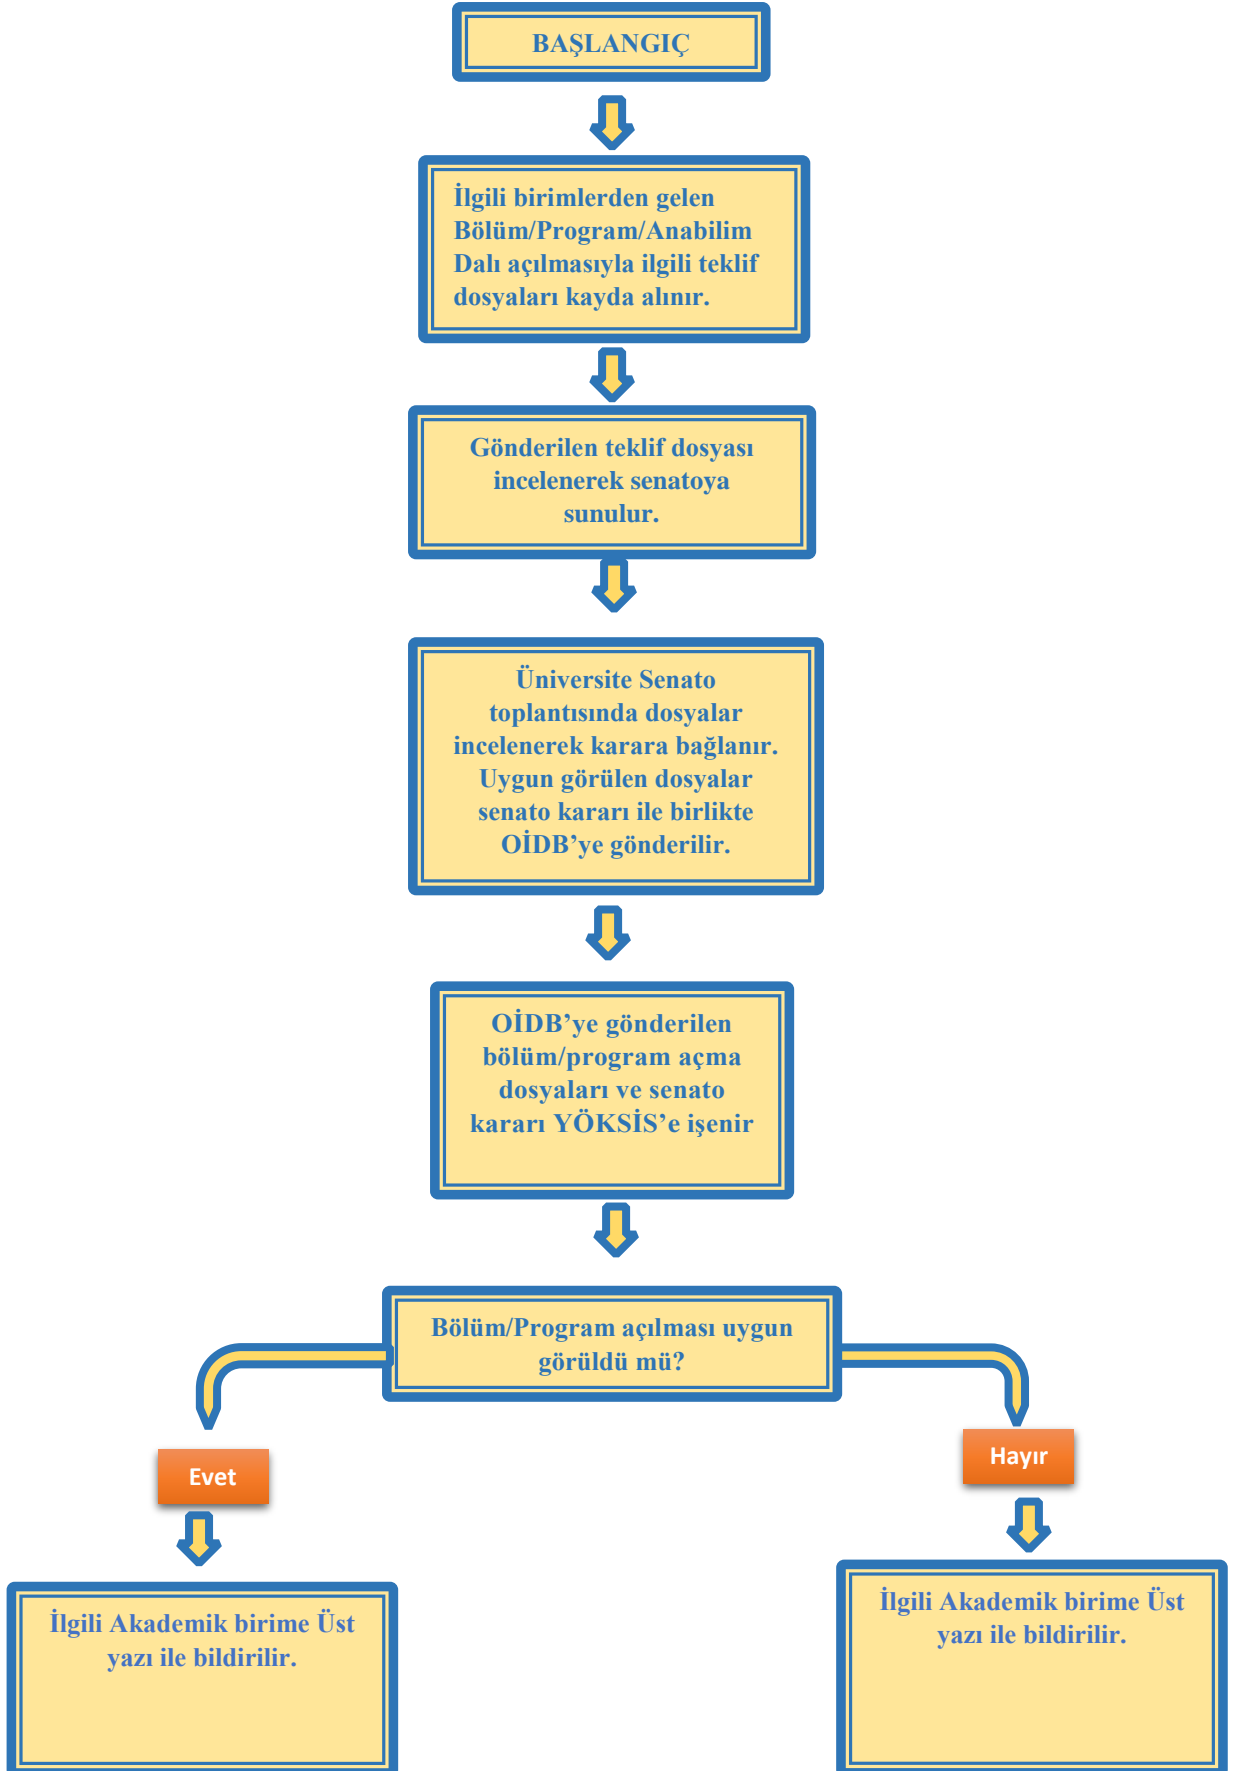 BAŞLANGIÇ
İlgili birimlerden gelen
Bölüm/Program/Anabilim
Dalı açılmasıyla ilgili teklif
dosyaları kayda alınır.
Gönderilen teklif dosyası
incelenerek senatoya
sunulur.
Üniversite Senato
toplantısında dosyalar
incelenerek karara bağlanır.
Uygun görülen dosyalar
senato kararı ile birlikte
OİDB’ye gönderilir.
OİDB’ye gönderilen
bölüm/program açma
dosyaları ve senato
kararı YÖKSİS’e işenir
Bölüm/Program açılması uygun
görüldü mü?
Evet
Hayır
İlgili Akademik birime Üst
yazı ile bildirilir.
İlgili Akademik birime Üst
yazı ile bildirilir.